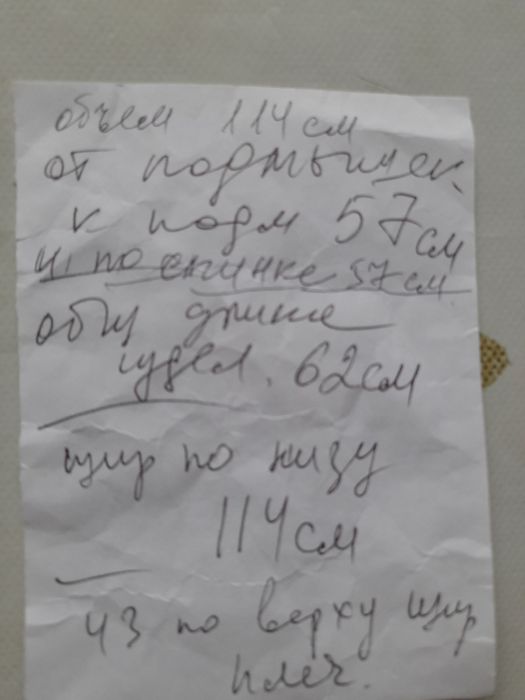 объем 114 см
от подмышек
к подм 57 см
и по спинке 57 см
общ длина
издел. 62 см
шир по низу
114 см
43 по верху шир
плеч.